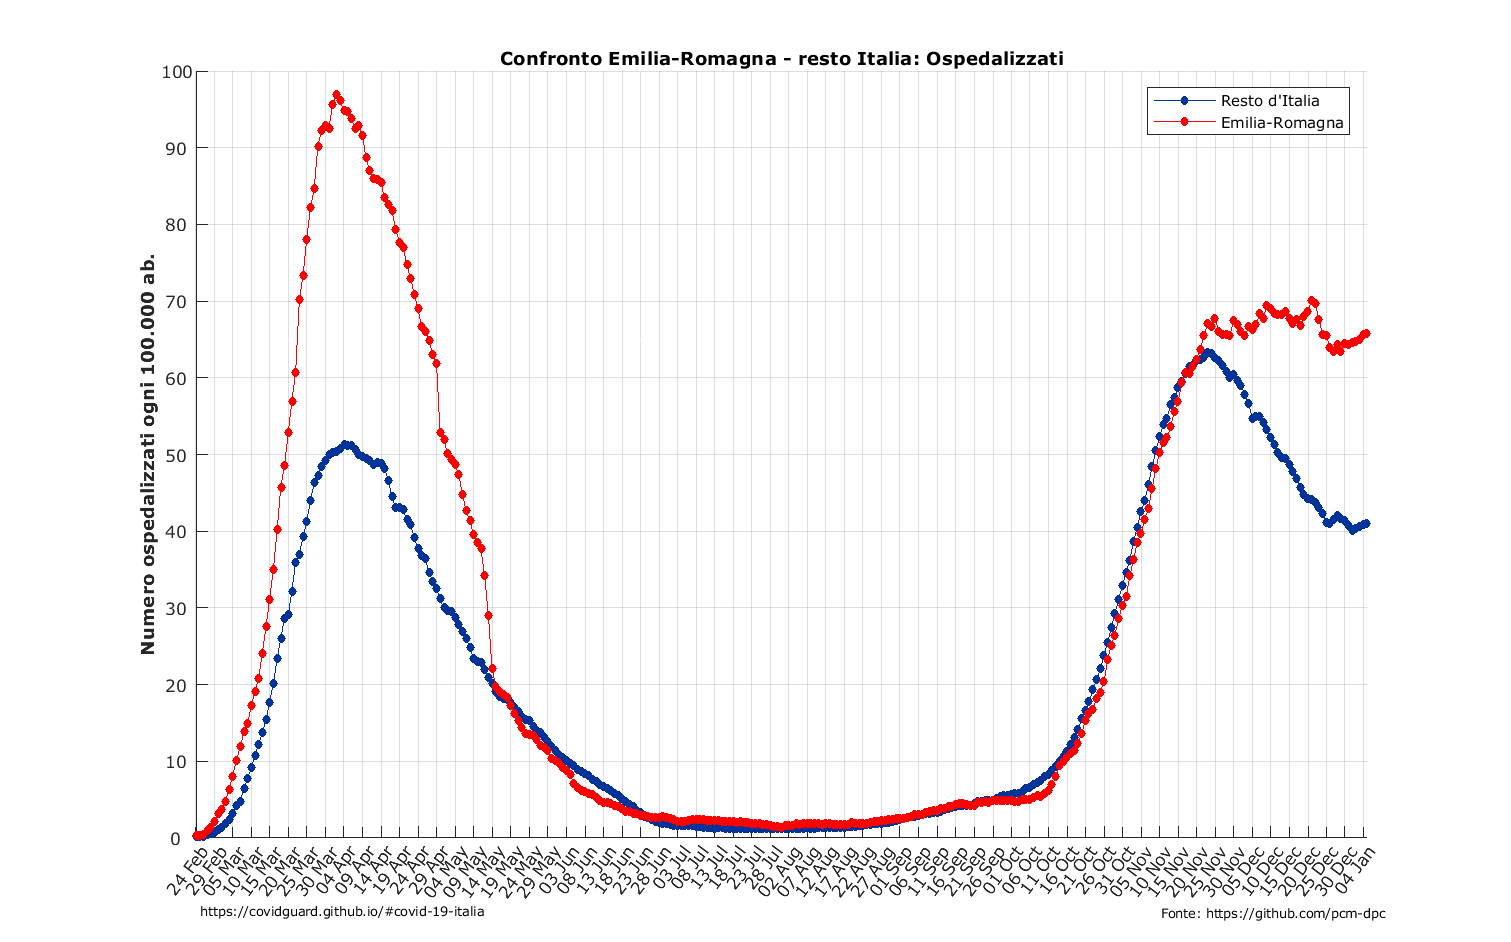 Confronto Emilia-Romagna - resto Italia: Ospedalizzati
Resto d'Italia
Emilia-Romagna
Numero ospedalizzati ogni 100.000 ab.
100
90
80
70
60
50
40
30
20
10
0
24 Feb
29 Feb
05 Mar
10 Mar
15 Mar
20 Mar
25 Mar
30 Mar
04 Apr
09 Apr
14 Apr
19 Apr
24 Apr
29 Apr
04 May
09 May
14 May
19 May
24 May
29 May
03 Jun
08 Jun
13 Jun
18 Jun
23 Jun
28 Jun
03 Jul
08 Jul
13 Jul
18 Jul
23 Jul
28 Jul
02 Aug
07 Aug
12 Aug
17 Aug
22 Aug
27 Aug
01 Sep
06 Sep
11 Sep
16 Sep
21 Sep
26 Sep
01 Oct
06 Oct
11 Oct
16 Oct
21 Oct
26 Oct
31 Oct
05 Nov
10 Nov
15 Nov
20 Nov
25 Nov
30 Nov
05 Dec
10 Dec
15 Dec
20 Dec
25 Dec
30 Dec
04 Jan
https://covidguard.github.io/#covid-19-italia
Fonte: https://github.com/pcm-dpc